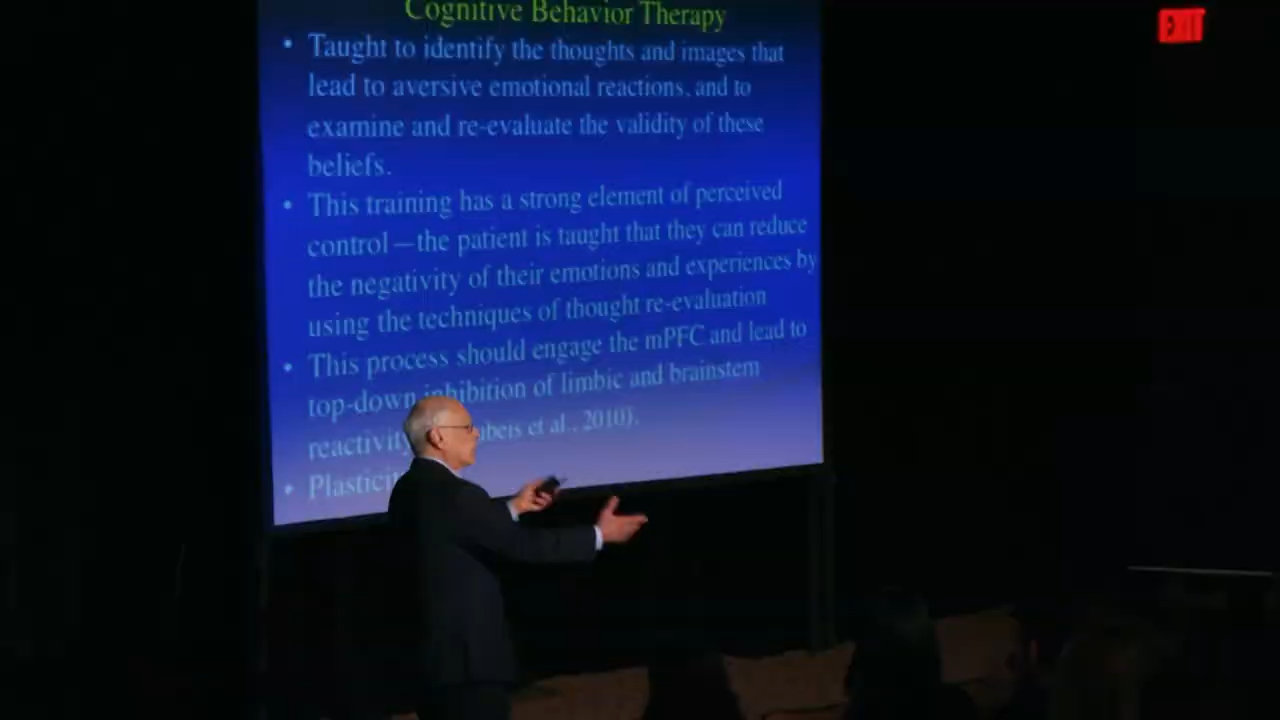 Cognitive Behavior Therapy
• Taught to identify the thoughts and images that
lead to aversive emotional reactions, and to
examine and re-evaluate the validity of these
beliefs.
• This training has a strong element of perceived
control—the patient is taught that they can reduce
the negativity of their emotions and experiences by
using the techniques of thought re-evaluation
• This process should engage the mPFC and lead to
top-down inhibition of limbic and brainstem
reactivity et al., 2010).
•
EXIT